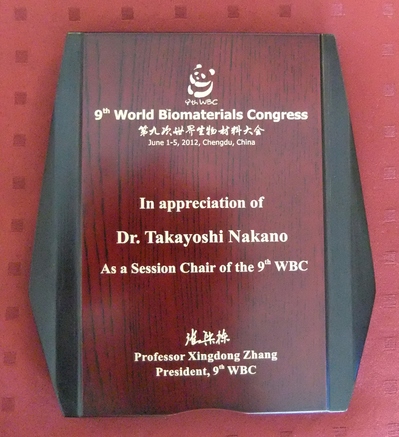 9th WBC
9th World Biomaterials Congress
第九次世界生物材料大会
June 1-5, 2012, Chengdu, China
In appreciation of
Dr. Takayoshi Nakano
As a Session Chair of the 9th WBC
Professor Xingdong Zhang
President, 9th WBC